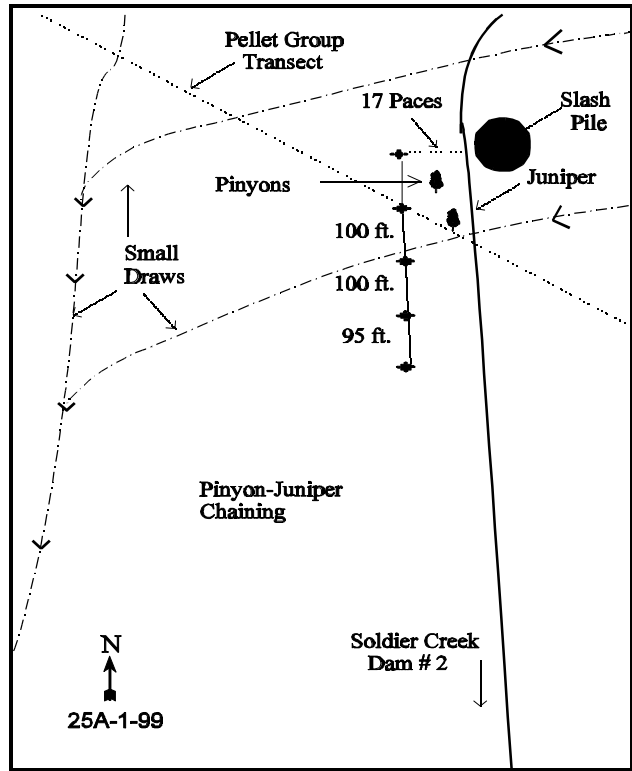 Pellet Group
Transect
17 Paces
Slash
Pile
Pinyons
Juniper
100 ft.
Small
Draws
100 ft.
95 ft.
Pinyon-Juniper
Chaining
Soldier Creek
Dam # 2
N
25A-1-99